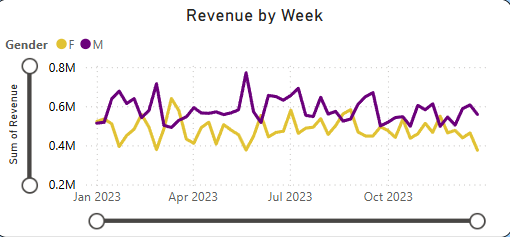 Revenue by Week
Gender F M
Sum of Revenue
0.8M
0.6M
0.4M
0.2M
Jan 2023 Apr 2023 Jul 2023 Oct 2023